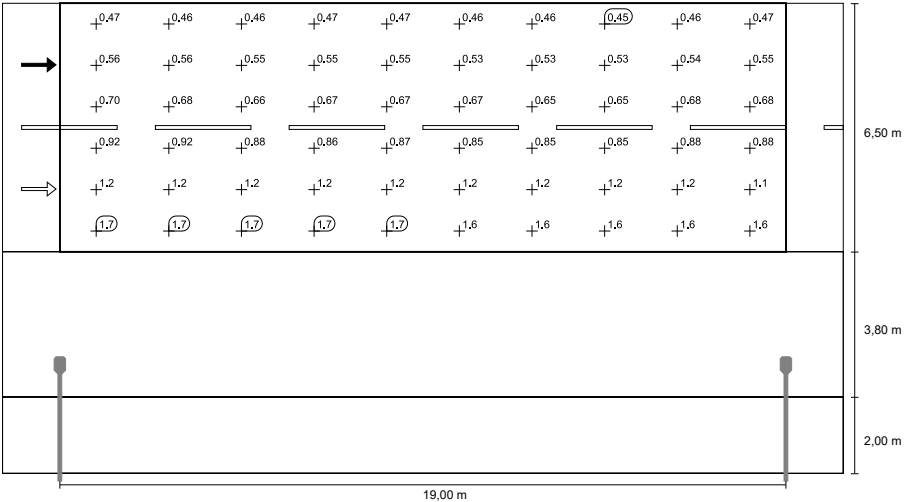 0.47 0.46 0.46 0.47 0.47 0.46 0.46 0.45 0.46 0.47
0.56 0.56 0.55 0.55 0.55 0.53 0.53 0.53 0.54 0.55
0.70 0.68 0.66 0.67 0.67 0.67 0.65 0.65 0.68 0.68
6,50 m
0.92 0.92 0.88 0.86 0.87 0.85 0.85 0.85 0.88 0.88
1.2 1.2 1.2 1.2 1.2 1.2 1.2 1.2 1.2 1.1
1.7 1.7 1.7 1.7 1.7 1.6 1.6 1.6 1.6 1.6
3,80 m
2,00 m
19,00 m